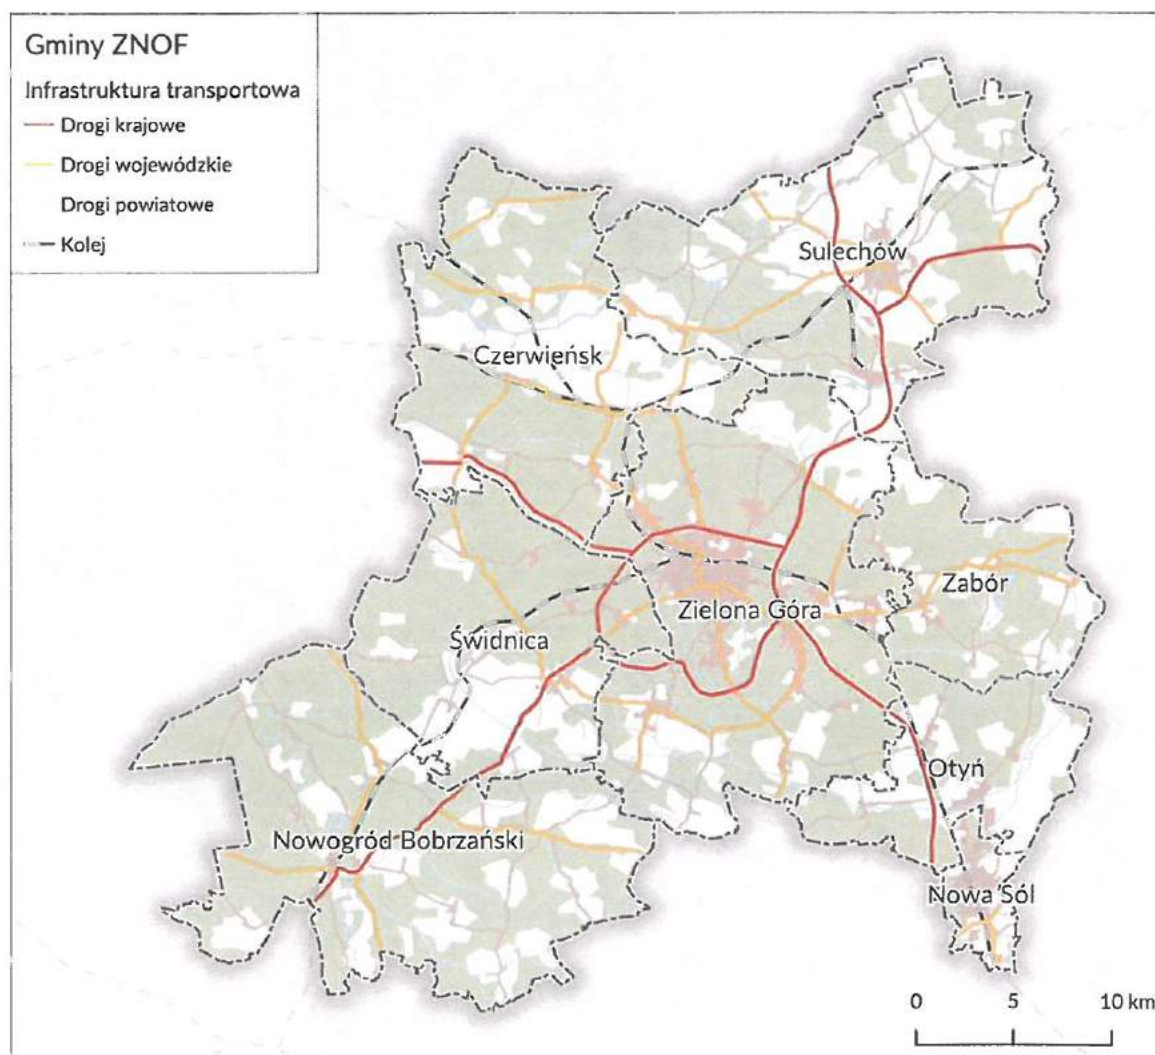 Gminy ZNOF
Infrastruktura transportowa
Drogi krajowe
Drogi wojewódzkie
Drogi powiatowe
Kolej
Sulechów
Czerwieńsk
Zabór
Zielona Góra
Świdnica
Otyń
Nowogród Bobrzański
Nowa Sól
0 5 10 km